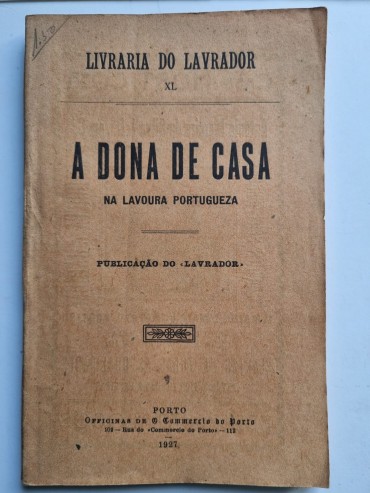 LIVRARIA DO LAVRADOR
XL
A DONA DE CASA
NA LAVOURA PORTUGUEZA
PUBLICAÇÃO DO «LAVRADOR»
PORTO
OFFICINAS DE O Commercio do Porto
Rua do «Commercio do Porto» — 112
1927